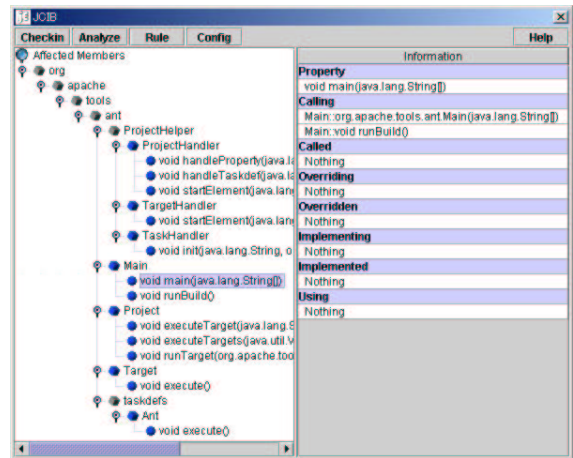 JCIB
Checkin Analyze Rule Config Help
Affected Members
org
apache
tools
ant
ProjectHelper
ProjectHandler
void handleProperty(java.la
void handleTaskdef(java.la
void startElement(java.lan
TargetHandler
void startElement(java.lan
TaskHandler
void init(java.lang.String, o
Main
void main(java.lang.String[])
void runBuild()
Project
void executeTarget(java.lang.S
void executeTargets(java.util.V
void runTarget(org.apache.too
Target
void execute()
taskdefs
Ant
void execute()
Information
Property
void main(java.lang.String[])
Calling
Main::org.apache.tools.ant.Main(java.lang.String[])
Main::void runBuild()
Called
Nothing
Overriding
Nothing
Overridden
Nothing
Implementing
Nothing
Implemented
Nothing
Using
Nothing